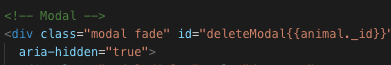 <!-- Modal -->
<div class="modal fade" id="deleteModal{{animal._id}}"
aria-hidden="true">